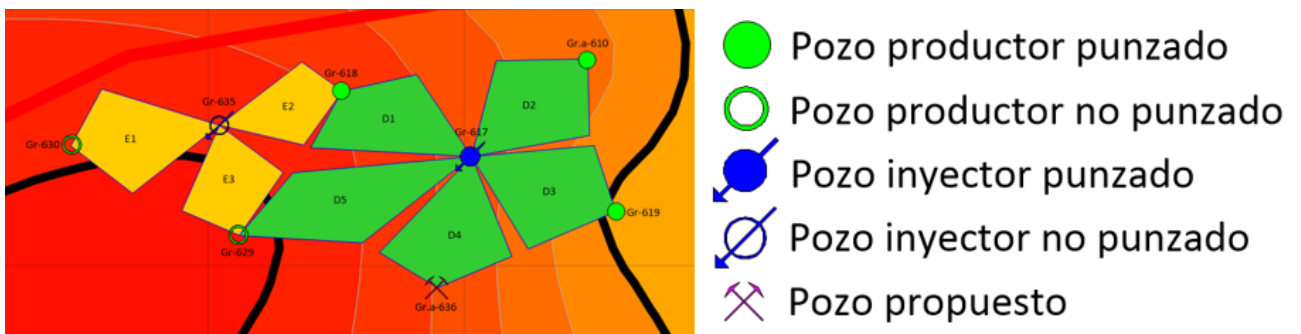 Gr.a-610
Gr-618
Gr-635
E2
D2
D1
E1
Gr-630
Gr-617
E3
D5
D3
Gr-619
D4
Gr-629
Gr.a-636
Pozo productor punzado
Pozo productor no punzado
Pozo inyector punzado
Pozo inyector no punzado
Pozo propuesto